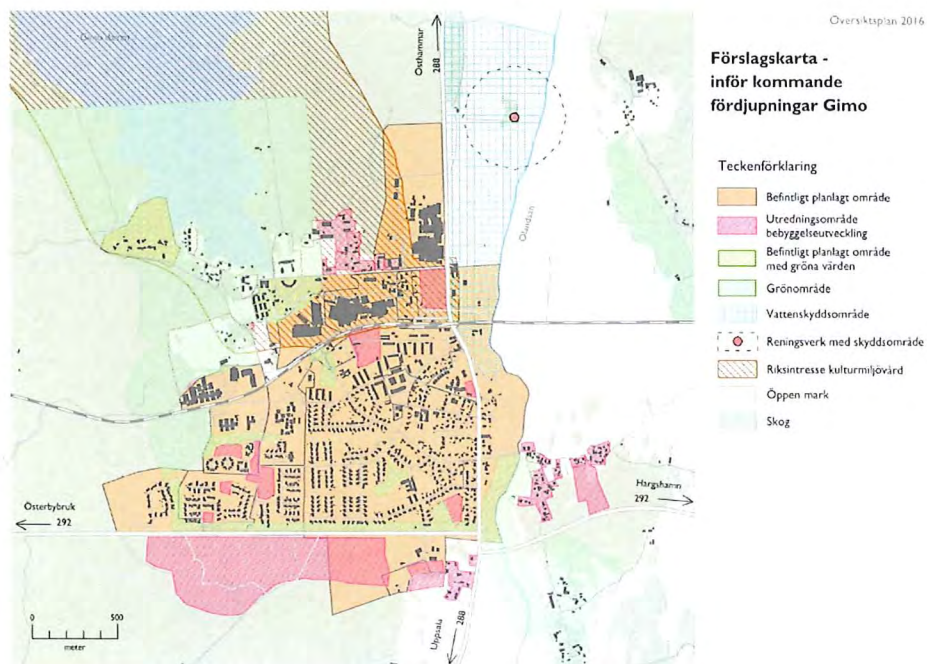 Översiktsplan 2016
Förslagskarta -
inför kommande
fördjupningar Gimo
Teckenförklaring
Befintligt planlagt område
Utredningsområde
bebyggelseutveckling
Befintligt planlagt område
med gröna värden
Grönområde
Vattenskyddsområde
Reningsverk med skyddsområde
Riksintresse kulturmiljövård
Öppen mark
Skog
Östhammar
288
Olandsån
Österbybruk
292
Hargshamn
292
Uppsala
288
0 500
meter